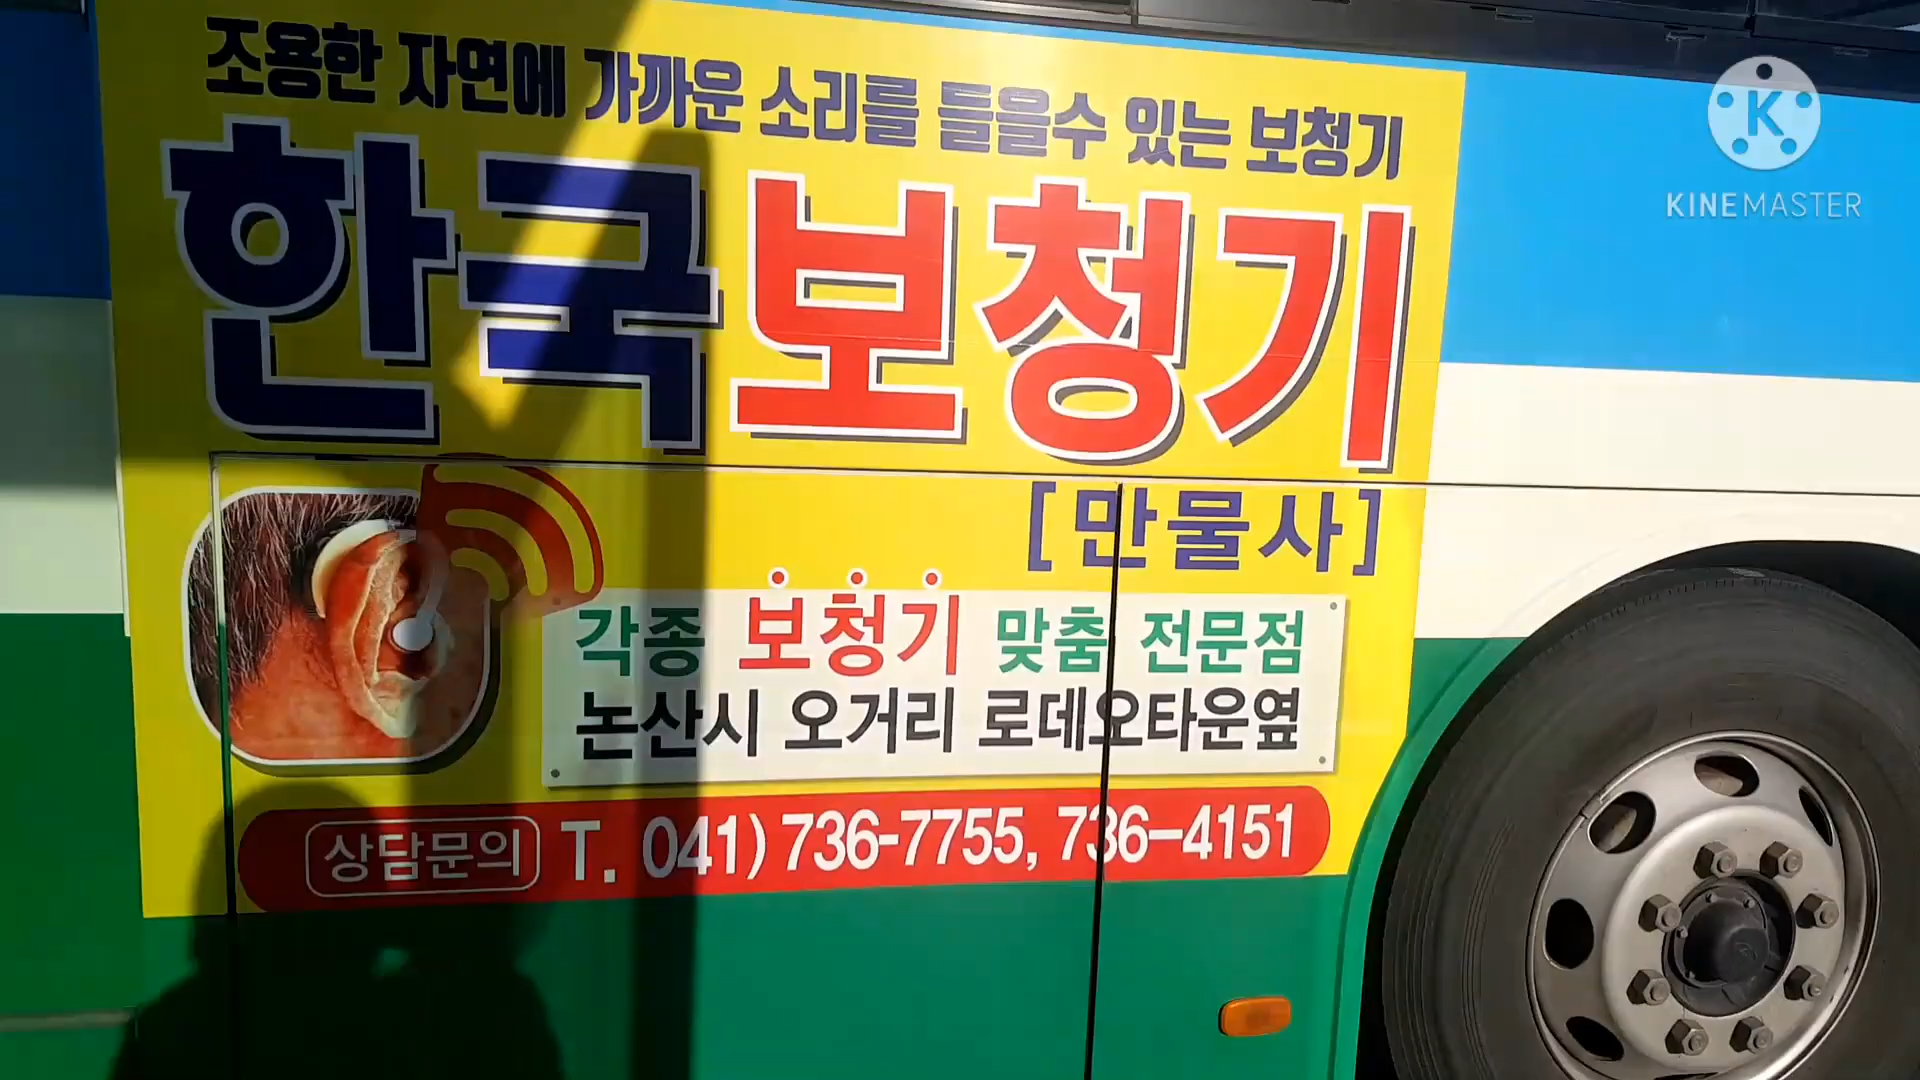 조용한 자연에 가까운 소리를 들을수 있는 보청기
한국보청기
[만물사]
각종 보청기 맞춤 전문점
논산시 오거리 로데오타운옆
상담문의 T. 041) 736-7755, 736-4151
K
KINEMASTER